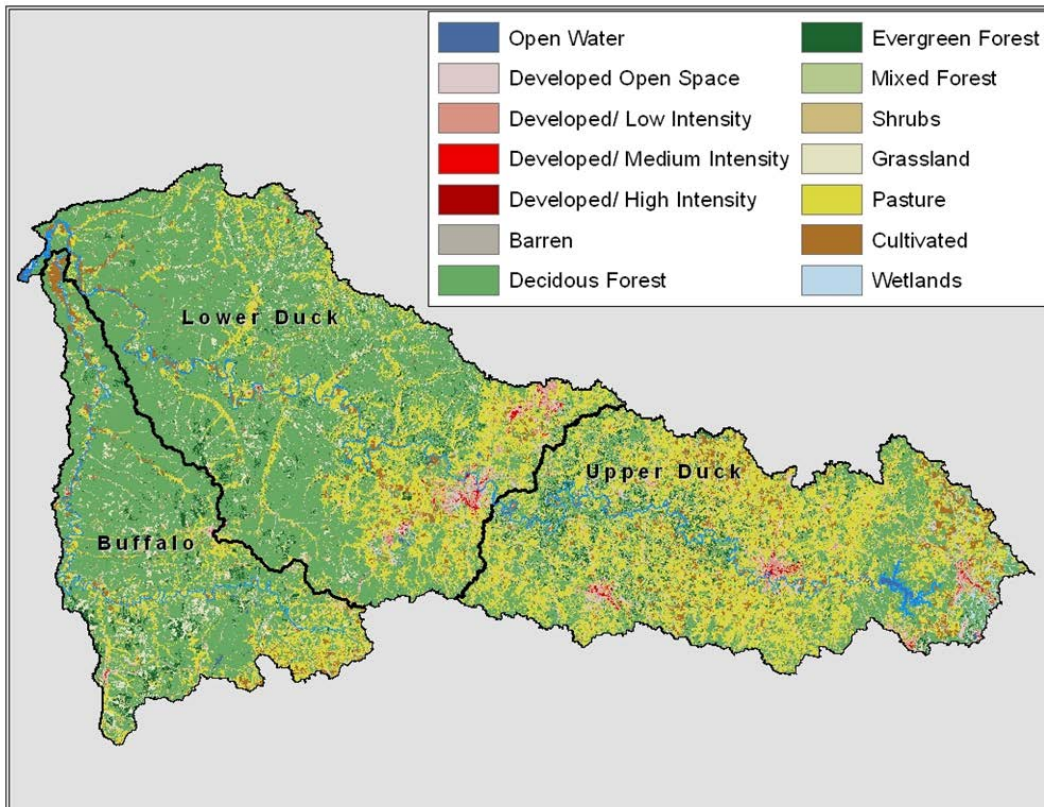 Open Water
Developed Open Space
Developed/ Low Intensity
Developed/ Medium Intensity
Developed/ High Intensity
Barren
Decidous Forest
Evergreen Forest
Mixed Forest
Shrubs
Grassland
Pasture
Cultivated
Wetlands
Lower Duck
Upper Duck
Buffalo